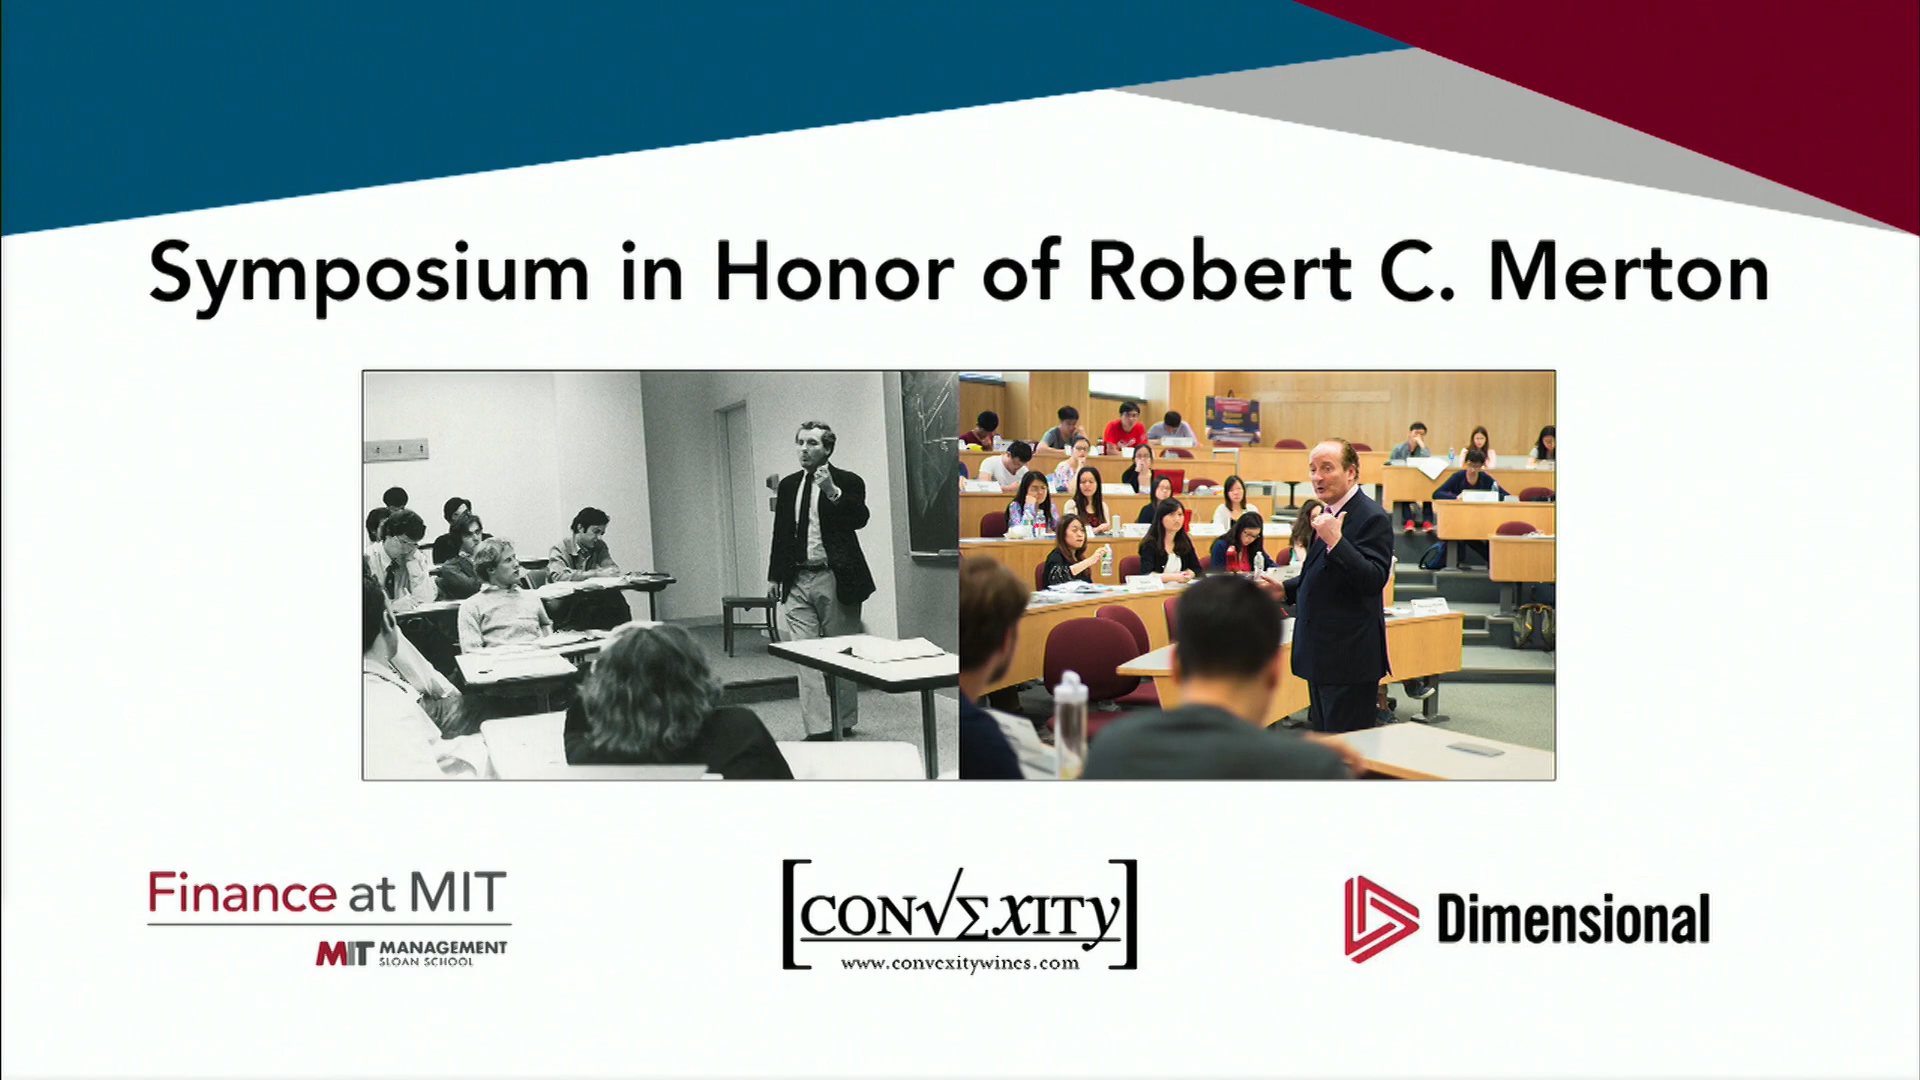 Symposium in Honor of Robert C. Merton
Finance at MIT
MIT MANAGEMENT
SLOAN SCHOOL
[CON√ΣXITY]
www.convexitywines.com
Dimensional